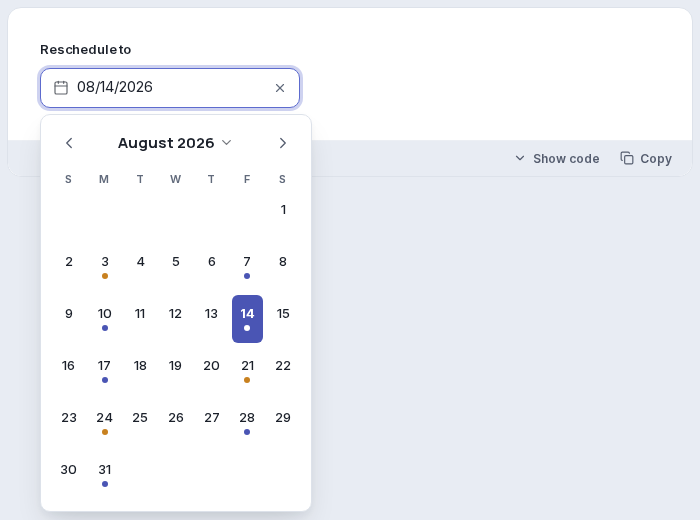 Reschedule to
08/14/2026
August 2026
Show code Copy
S M T W T F S
1
2 3 4 5 6 7 8
9 10 11 12 13 14 15
16 17 18 19 20 21 22
23 24 25 26 27 28 29
30 31